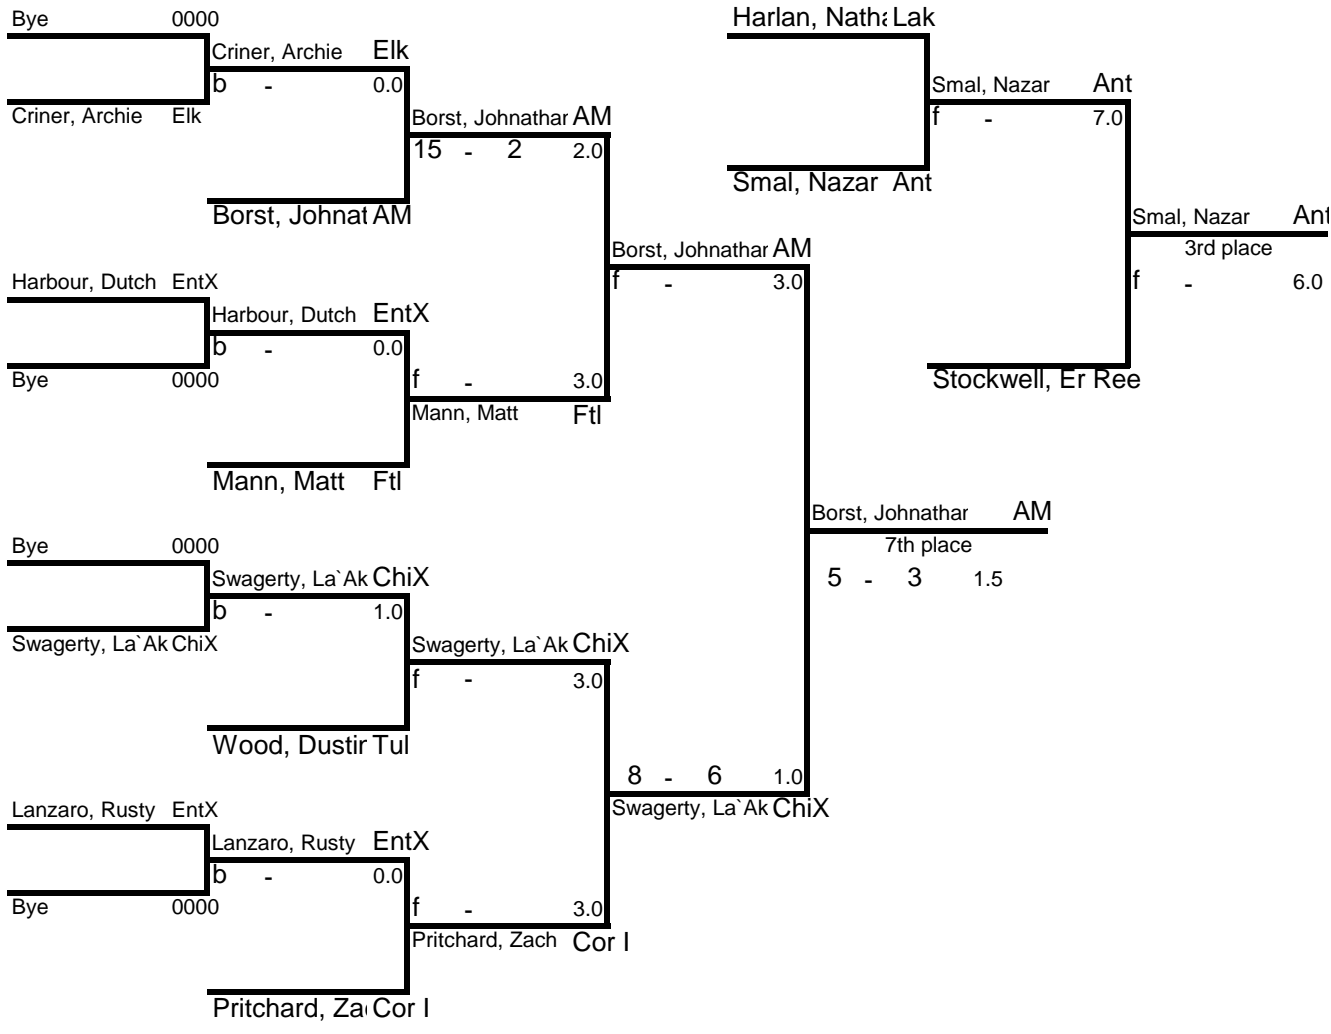 Bye 0000
Criner, Archie Elk
b - 0.0
Criner, Archie Elk
Borst, Johnathar AM
15 - 2 2.0
Borst, Johnat AM
Harbour, Dutch EntX
Harbour, Dutch EntX
b - 0.0
Bye 0000
f - 3.0
Mann, Matt Ftl
Mann, Matt Ftl
Borst, Johnathar AM
f - 3.0
Bye 0000
Swagerty, La`Ak ChiX
b - 1.0
Swagerty, La`Ak ChiX
Swagerty, La`Ak ChiX
f - 3.0
Wood, Dustir Tul
Lanzaro, Rusty EntX
Lanzaro, Rusty EntX
b - 0.0
Bye 0000
f - 3.0
Pritchard, Zach Cor I
Pritchard, Za Cor I
8 - 6 1.0
Swagerty, La`Ak ChiX
Borst, Johnathar AM
7th place
5 - 3 1.5
Harlan, Natha Lak
Smal, Nazar Ant
f - 7.0
Smal, Nazar Ant
Smal, Nazar Ant
3rd place
f - 6.0
Stockwell, Er Ree